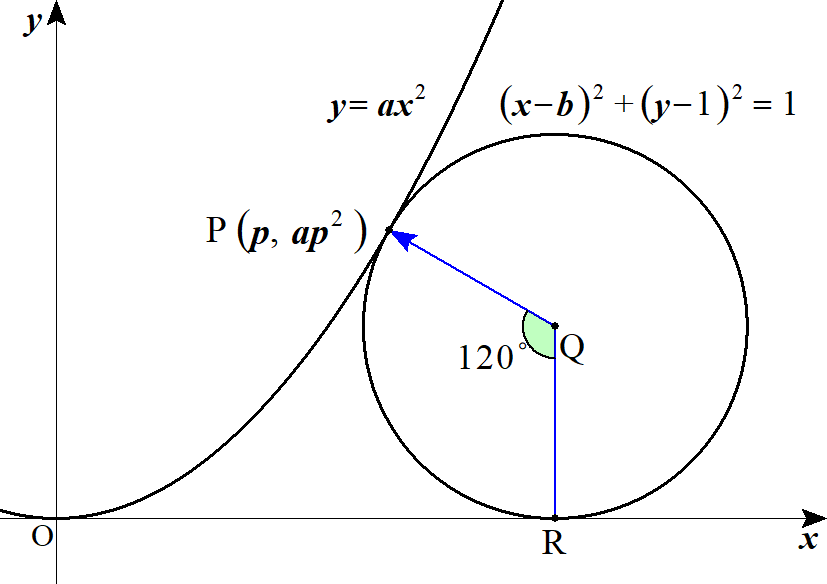 y
y = ax² (x−b)² + (y−1)² = 1
P (p, ap²)
120° Q
O R x